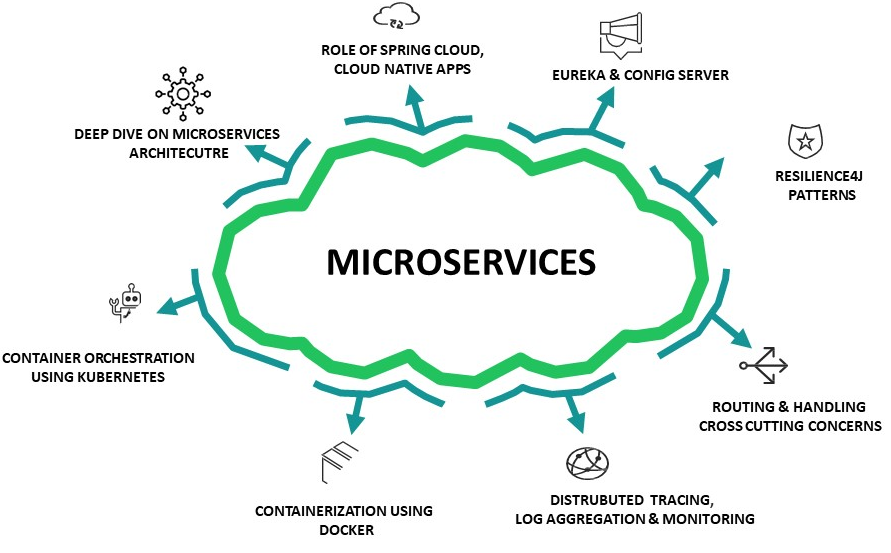 ROLE OF SPRING CLOUD,
CLOUD NATIVE APPS
EUREKA & CONFIG SERVER
DEEP DIVE ON MICROSERVICES
ARCHITECUTRE
RESILIENCE4J
PATTERNS
MICROSERVICES
CONTAINER ORCHESTRATION
USING KUBERNETES
ROUTING & HANDLING
CROSS CUTTING CONCERNS
CONTAINERIZATION USING
DOCKER
DISTRUBUTED TRACING,
LOG AGGREGATION & MONITORING